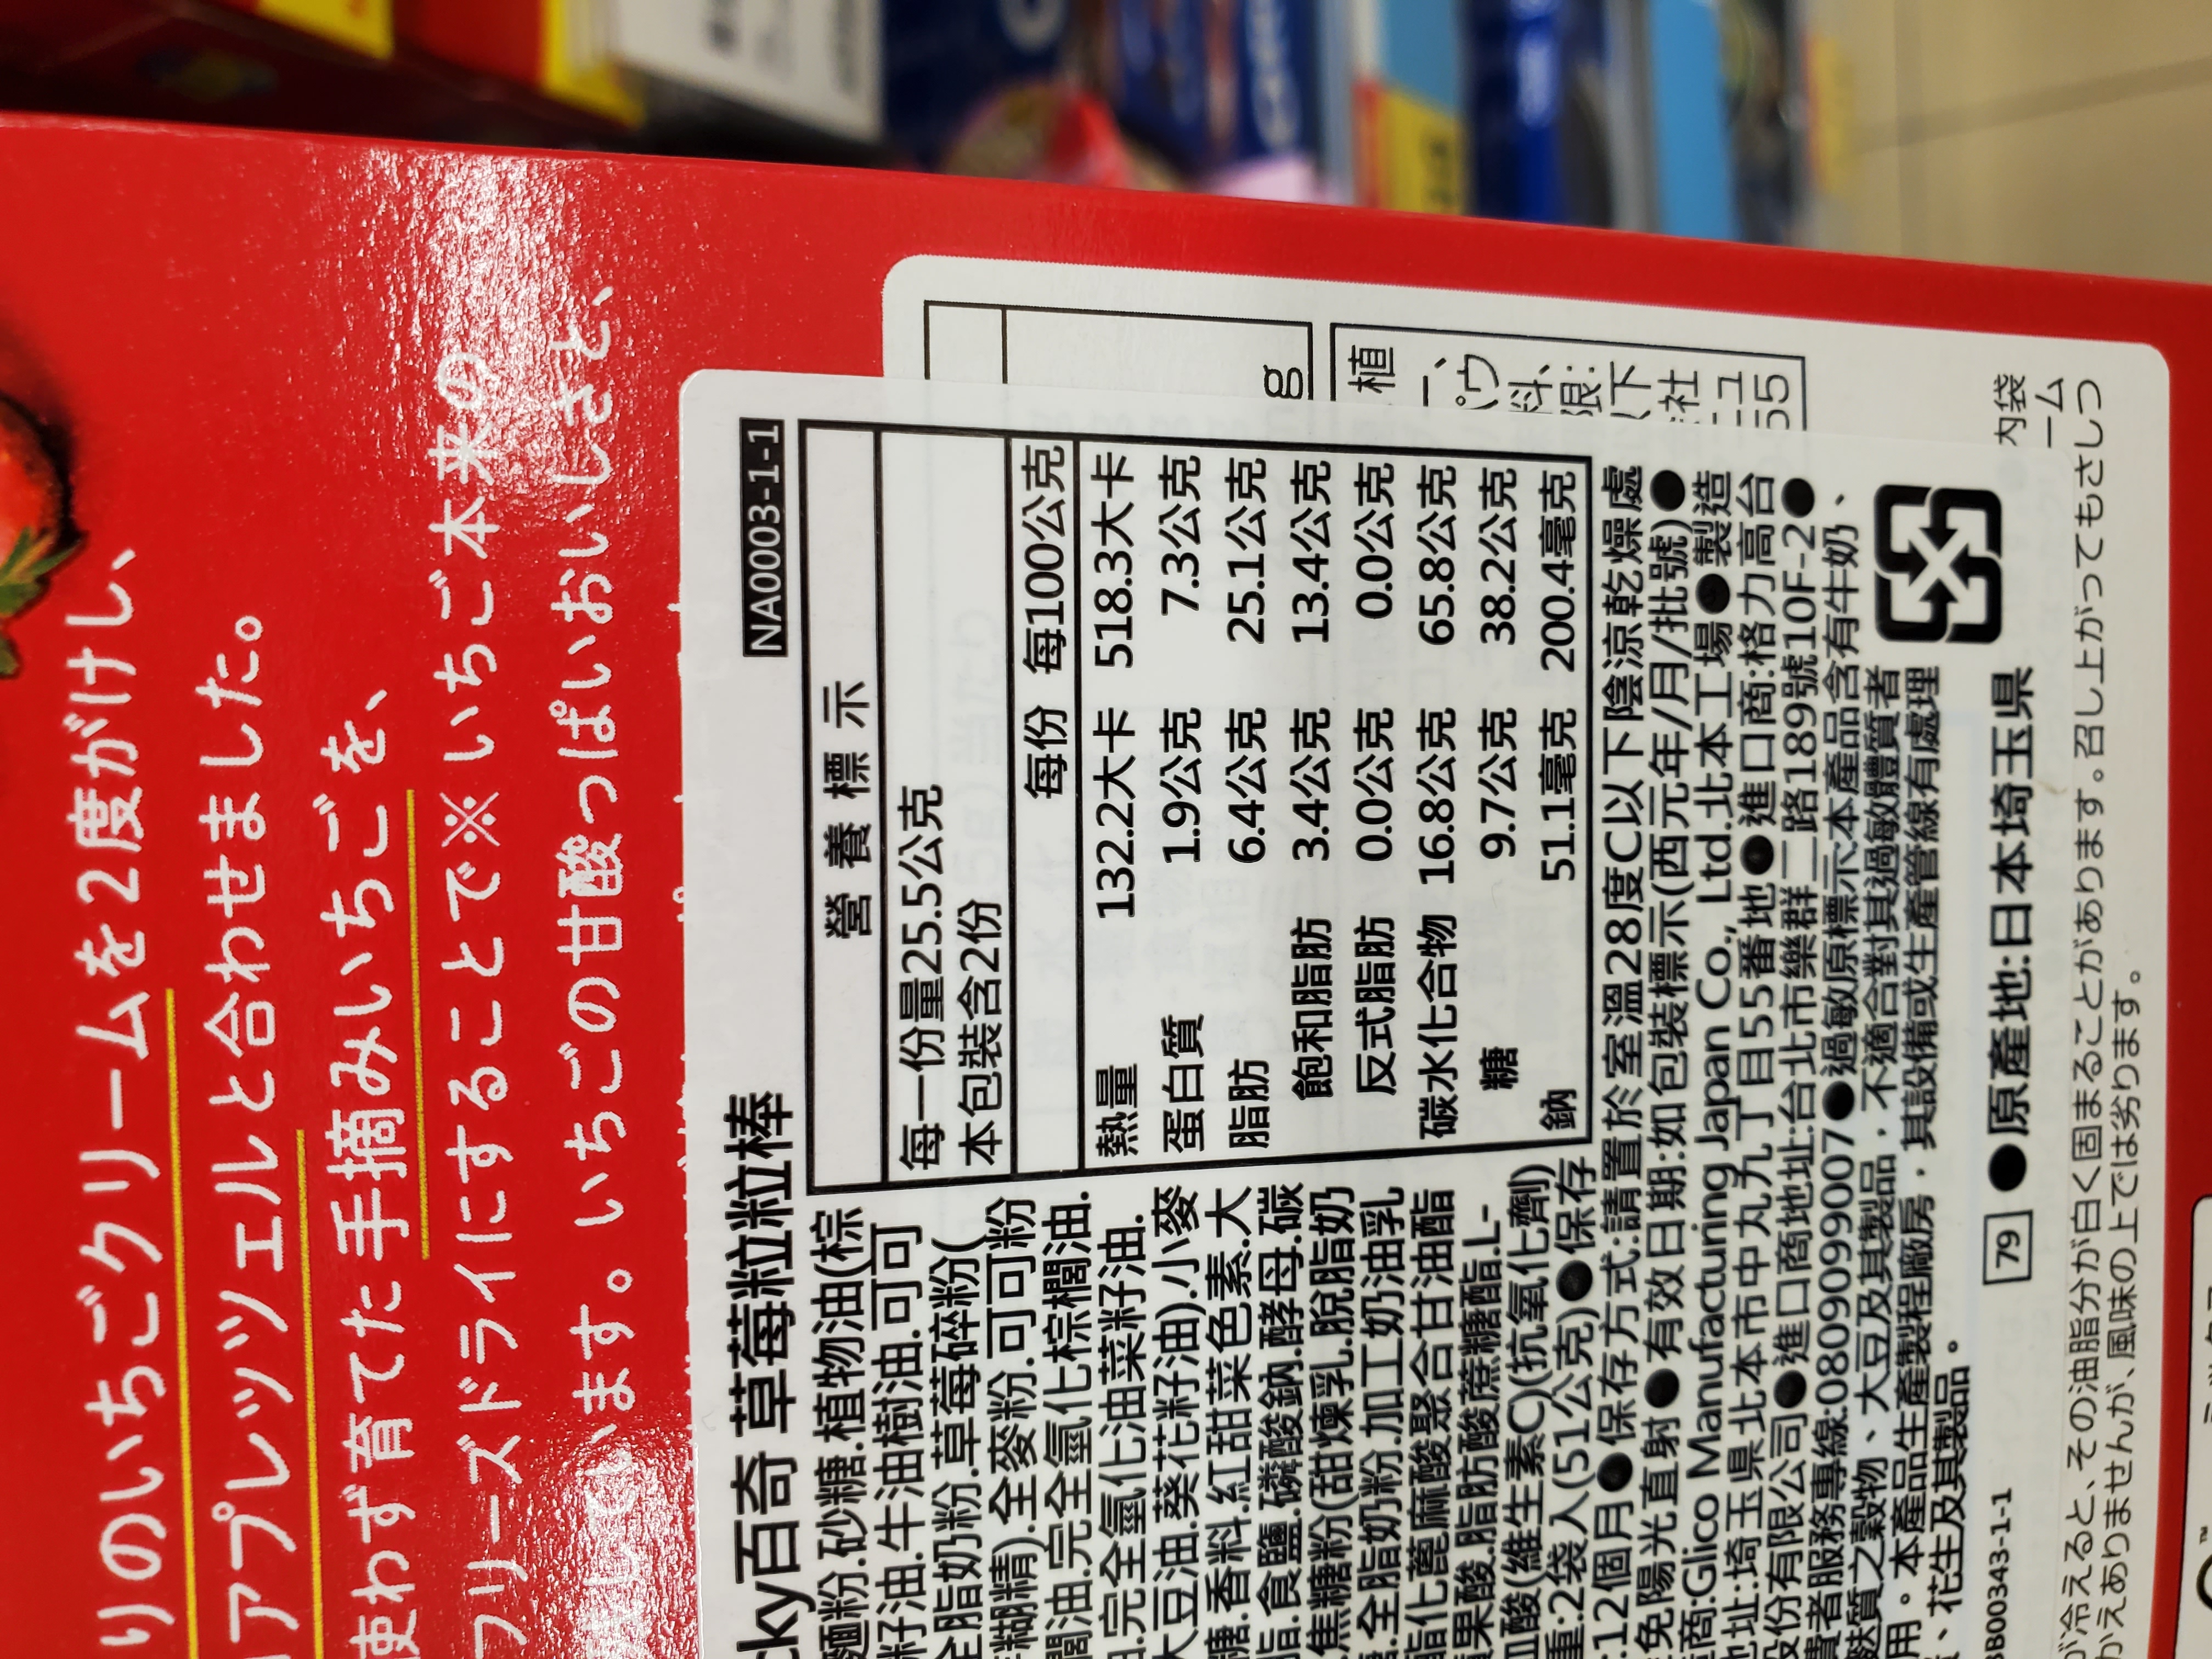 りのいちごクリームを2度がけし、
アプレッツェルと合わせました。
使わず育てた手摘みいちごを、
フリーズドライにすることで※いちご本来の
しています。いちごの甘酸っぱいおいしさと、
cky百奇 草莓粒粒棒
NA0003-1-1
麵粉.砂糖.植物油(棕
籽油.牛油樹油.可可
全脂奶粉.草莓碎粉(
糊精).全麥粉.可可粉
櫚油.完全氫化棕櫚油.
.完全氫化油菜籽油.
大豆油.葵花籽油).小麥
糖.香料.紅甜菜色素.大
脂.食鹽.磷酸鈉.酵母.碳
.焦糖粉(甜煉乳.脫脂奶
.全脂奶粉.加工奶油乳
酯化蓖麻酸聚合甘油酯
果酸.脂肪酸蔗糖酯.L-
血酸(維生素C)(抗氧化劑)
營養標示
每一份量25.5公克
本包裝含2份
每份 每100公克
熱量 132.2大卡 518.3大卡
蛋白質 1.9公克 7.3公克
脂肪 6.4公克 25.1公克
飽和脂肪 3.4公克 13.4公克
反式脂肪 0.0公克 0.0公克
碳水化合物 16.8公克 65.8公克
糖 9.7公克 38.2公克
鈉 51.1毫克 200.4毫克
重:2袋入(51公克)●保存
:12個月●保存方式:請置於室溫28度C以下陰涼乾燥處
免陽光直射●有效日期:如包裝標示(西元年/月/批號)●
商:Glico Manufacturing Japan Co., Ltd.北本工場●製造
地址:埼玉県北本市中丸九丁目55番地●進口商:格力高台
股份有限公司●進口商地址:台北市樂群二路189號10F-2●
費者服務專線:0809099007●過敏原標示:本產品含有牛奶、
麩質之穀物、大豆及其製品，不適合對其過敏體質者
用。本產品生產製程廠房，其設備或生產管線有處理
、花生及其製品。
BB00343-1-1
79 ●原產地:日本埼玉県
g
植
ー、
パウ
料、
限:
以下
社
ニュ
55
内袋
ーム
が冷えると、その油脂分が白く固まることがあります。召し上がってもさしつ
かえありませんが、風味の上では劣ります。